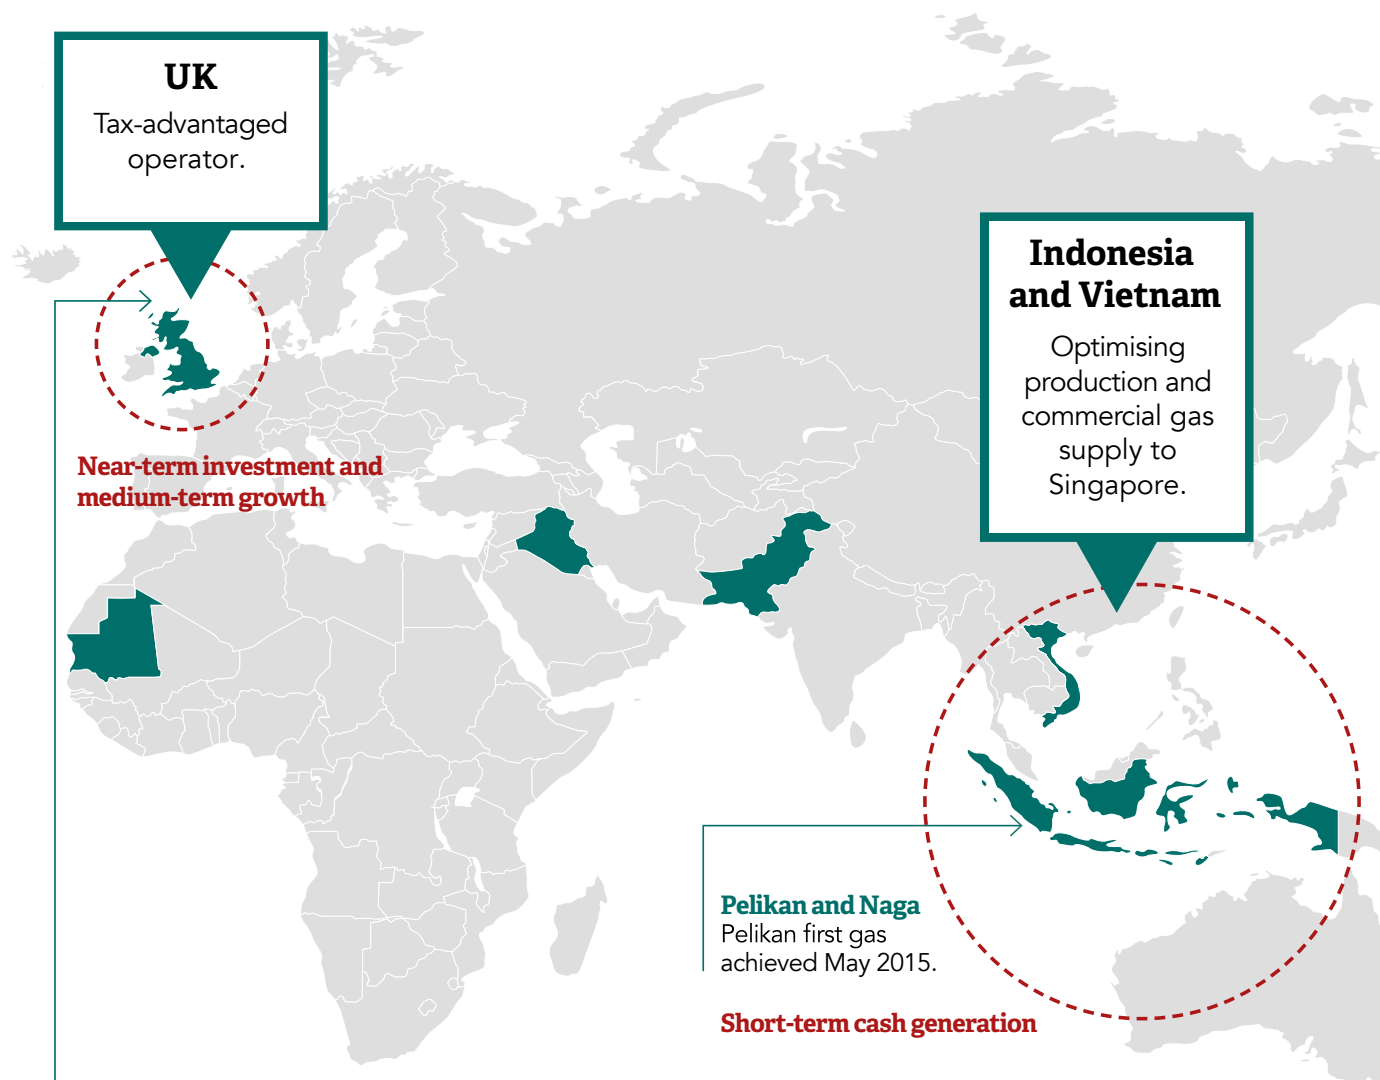 UK
Tax-advantaged
operator.
Near-term investment and
medium-term growth
Indonesia
and Vietnam
Optimising
production and
commercial gas
supply to
Singapore.
Pelikan and Naga
Pelikan first gas
achieved May 2015.
Short-term cash generation